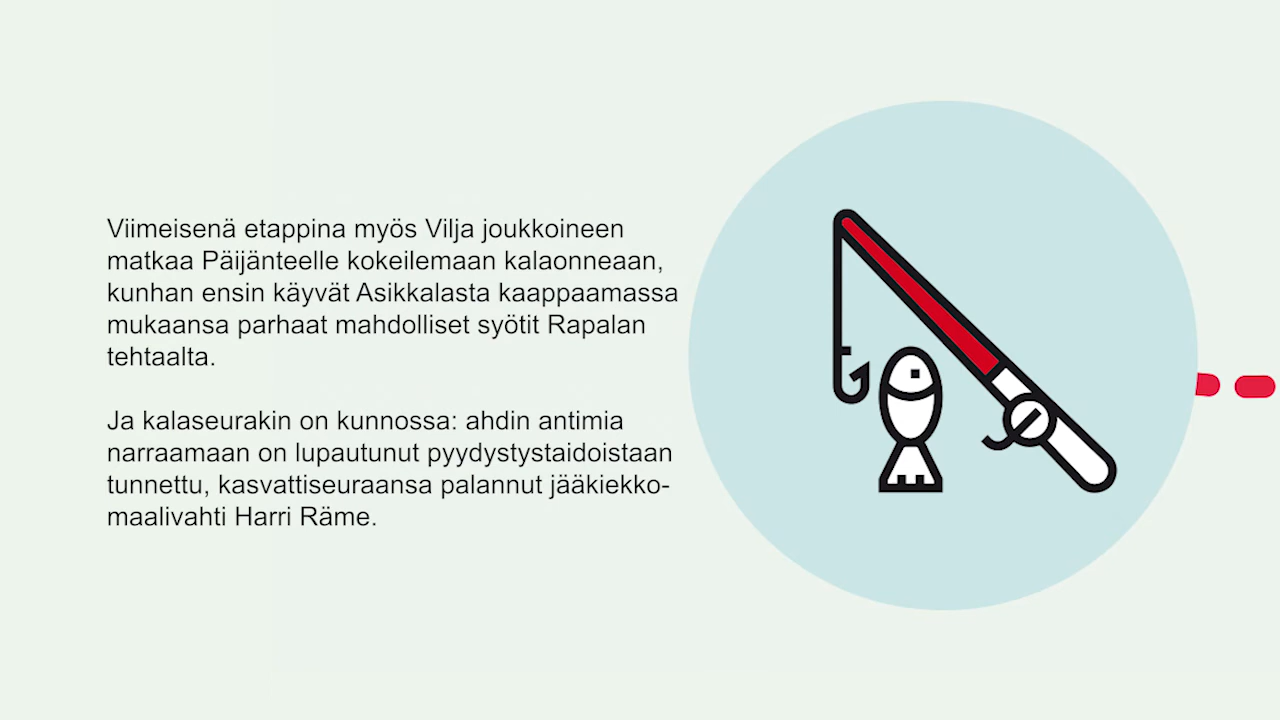 Viimeisenä etappina myös Vilja joukkoineen
matkaa Päijänteelle kokeilemaan kalaonneaan,
kunhan ensin käyvät Asikkalasta kaappaamassa
mukaansa parhaat mahdolliset syötit Rapalan
tehtaalta.
Ja kalaseurakin on kunnossa: ahdin antimia
narraamaan on lupautunut pyydystystaidoistaan
tunnettu, kasvattiseuraansa palannut jääkiekko-
maalivahti Harri Räme.